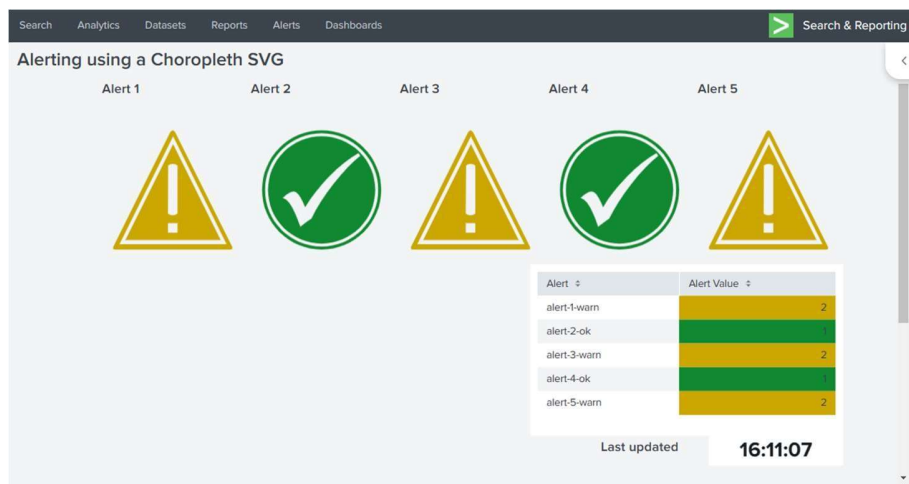 Search Analytics Datasets Reports Alerts Dashboards Search & Reporting
Alerting using a Choropleth SVG
Alert 1 Alert 2 Alert 3 Alert 4 Alert 5
Alert Alert Value
alert-1-warn 2
alert-2-ok 1
alert-3-warn 2
alert-4-ok 1
alert-5-warn 2
Last updated 16:11:07